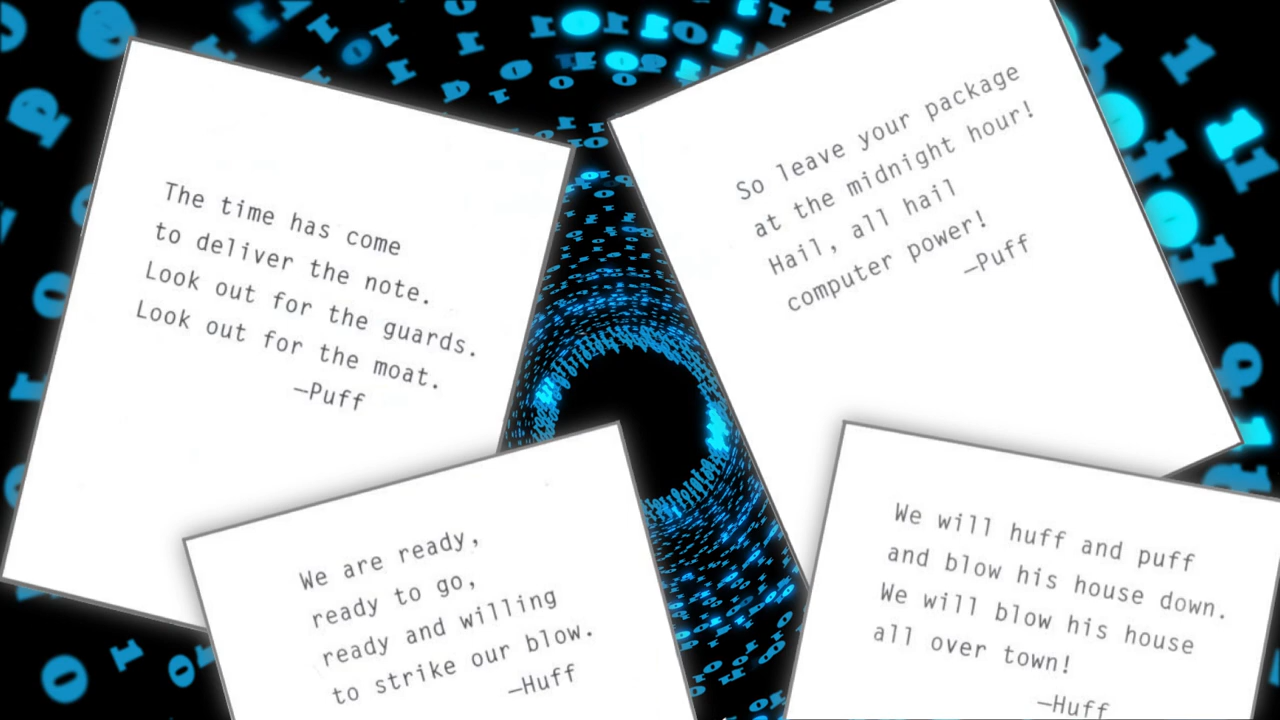 The time has come
to deliver the note.
Look out for the guards.
Look out for the moat.
—Puff
So leave your package
at the midnight hour!
Hail, all hail
computer power!
—Puff
We are ready,
ready to go,
ready and willing
to strike our blow.
—Huff
We will huff and puff
and blow his house down.
We will blow his house
all over town!
—Huff